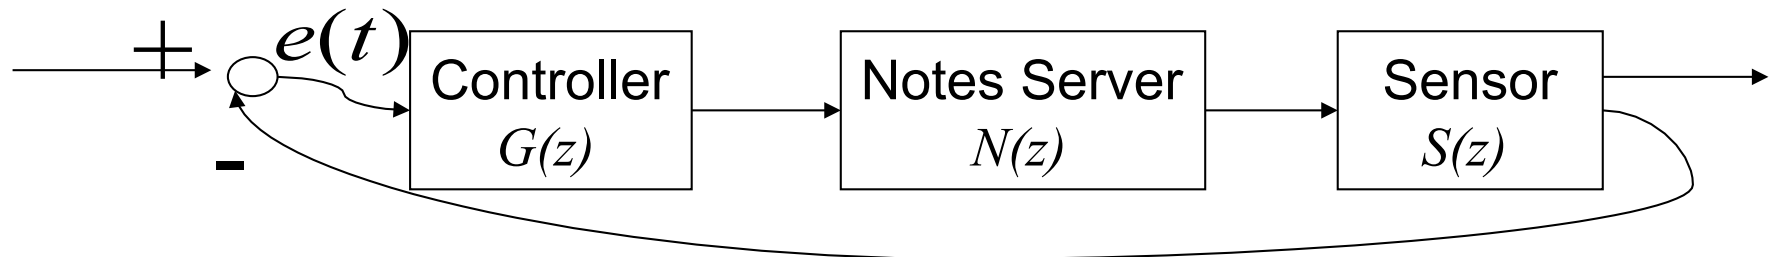 +
e(t)
Controller
G(z)
Notes Server
N(z)
Sensor
S(z)
-